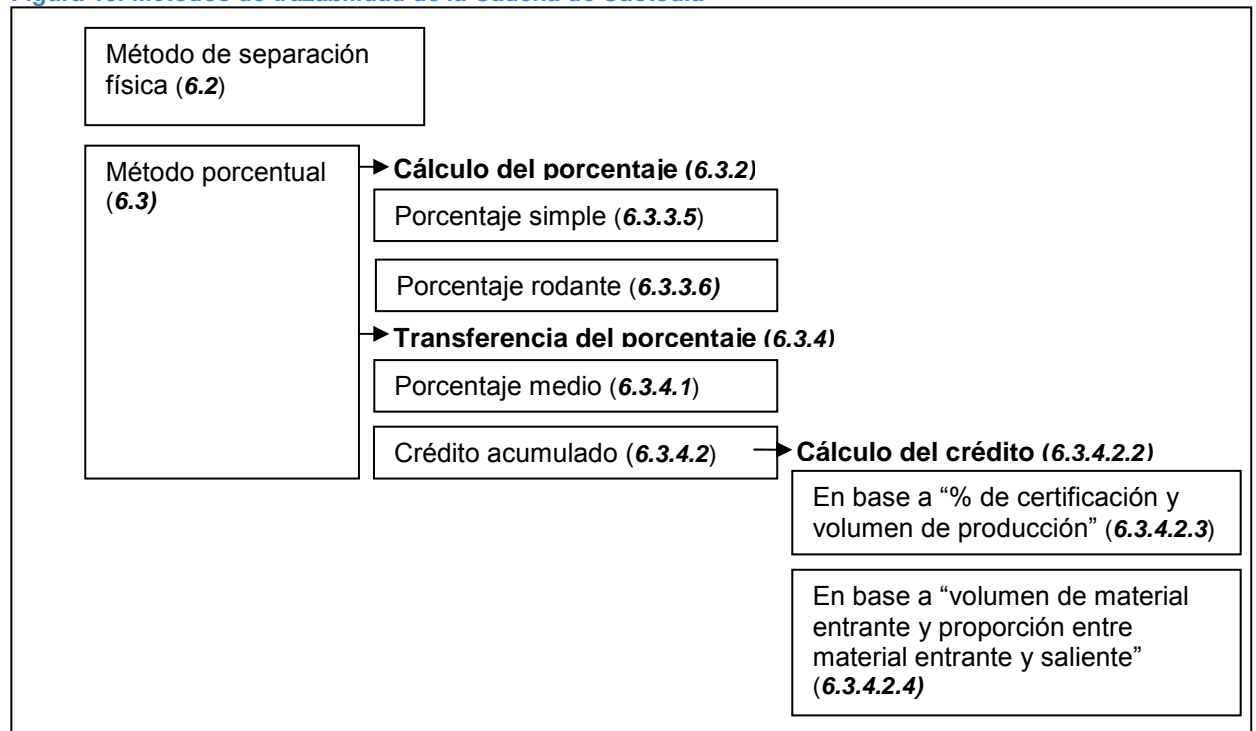 Método de separación
física (6.2)
Método porcentual
(6.3)
Cálculo del porcentaje (6.3.2)
Porcentaje simple (6.3.3.5)
Porcentaje rodante (6.3.3.6)
Transferencia del porcentaje (6.3.4)
Porcentaje medio (6.3.4.1)
Crédito acumulado (6.3.4.2)
Cálculo del crédito (6.3.4.2.2)
En base a “% de certificación y
volumen de producción” (6.3.4.2.3)
En base a “volumen de material
entrante y proporción entre
material entrante y saliente”
(6.3.4.2.4)